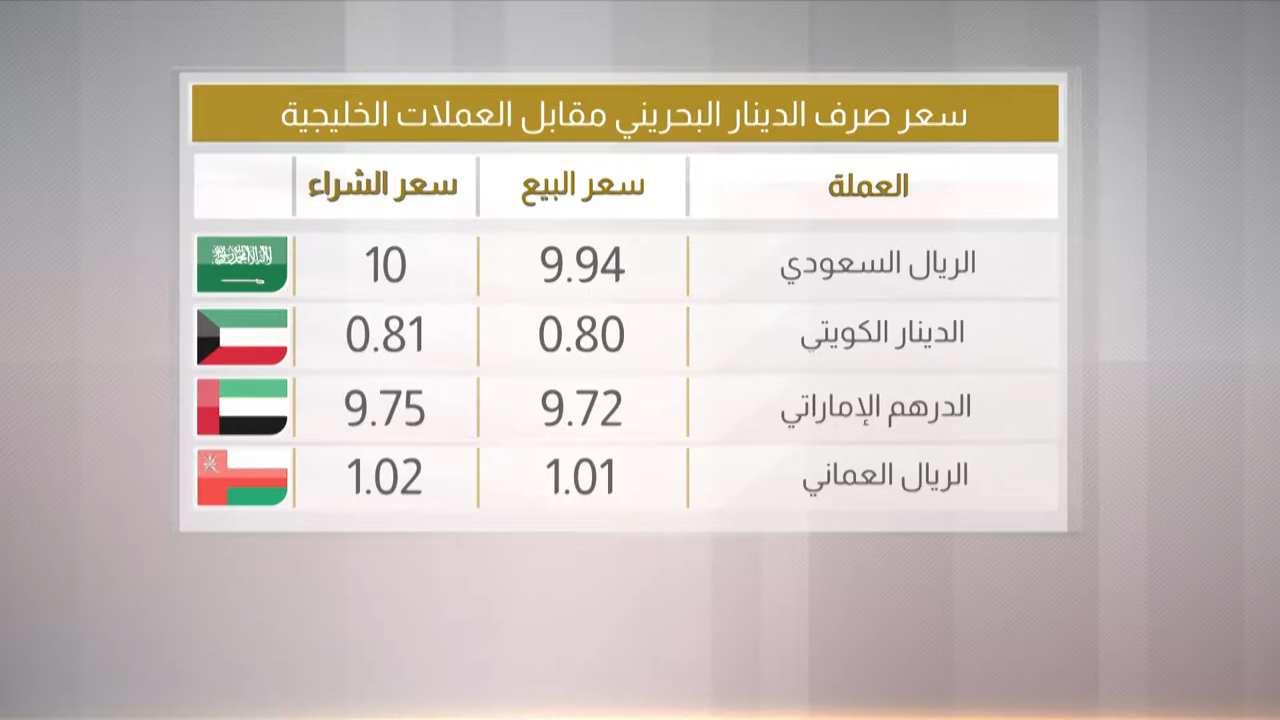 سعر صرف الدينار البحريني مقابل العملات الخليجية
العملة سعر البيع سعر الشراء
الريال السعودي 9.94 10
الدينار الكويتي 0.80 0.81
الدرهم الإماراتي 9.72 9.75
الريال العماني 1.01 1.02